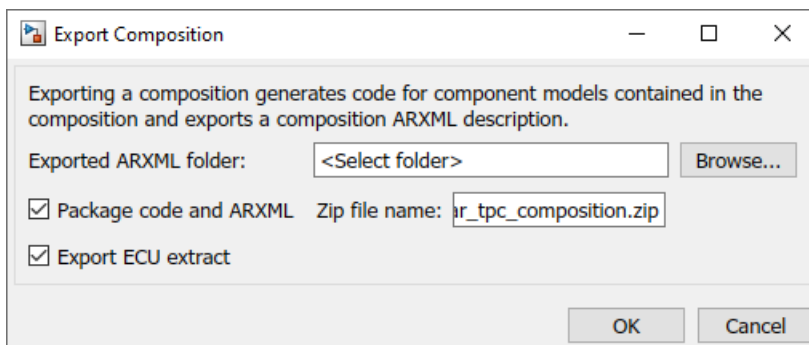 Export Composition
Exporting a composition generates code for component models contained in the
composition and exports a composition ARXML description.
Exported ARXML folder: <Select folder> Browse...
Package code and ARXML Zip file name: ar_tpc_composition.zip
Export ECU extract
OK Cancel